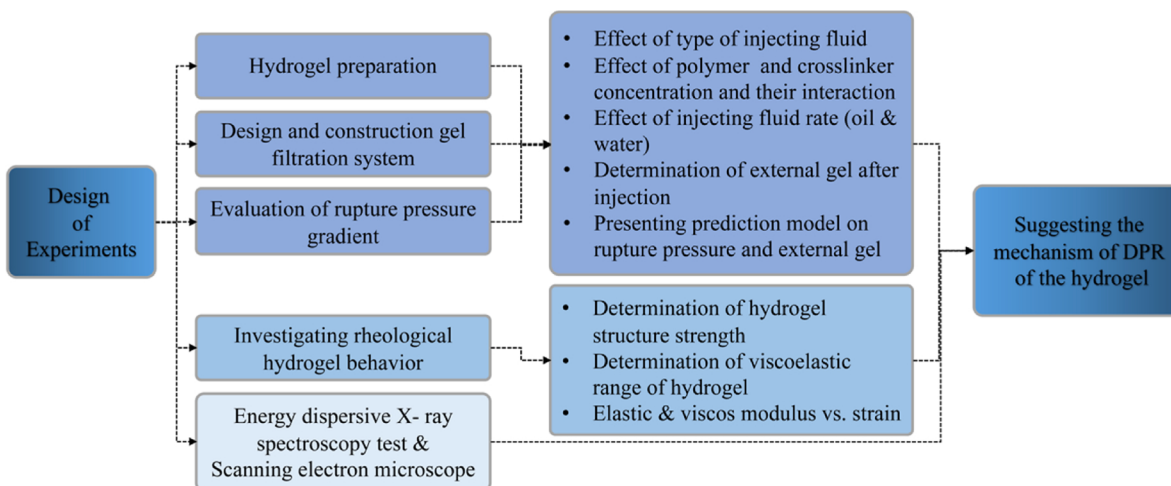 Design
of
Experiments
Hydrogel preparation
Design and construction gel
filtration system
Evaluation of rupture pressure
gradient
Investigating rheological
hydrogel behavior
Energy dispersive X- ray
spectroscopy test &
Scanning electron microscope
• Effect of type of injecting fluid
• Effect of polymer and crosslinker
concentration and their interaction
• Effect of injecting fluid rate (oil &
water)
• Determination of external gel after
injection
• Presenting prediction model on
rupture pressure and external gel
• Determination of hydrogel
structure strength
• Determination of viscoelastic
range of hydrogel
• Elastic & viscos modulus vs. strain
Suggesting the
mechanism of DPR
of the hydrogel